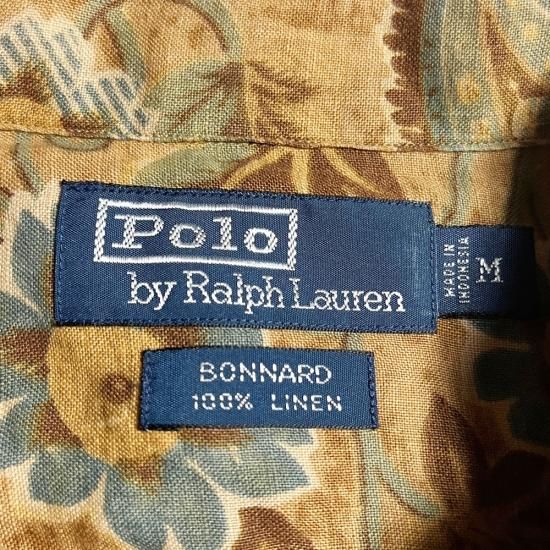 Polo
by Ralph Lauren
MADE IN
INDONESIA
M
BONNARD
100% LINEN